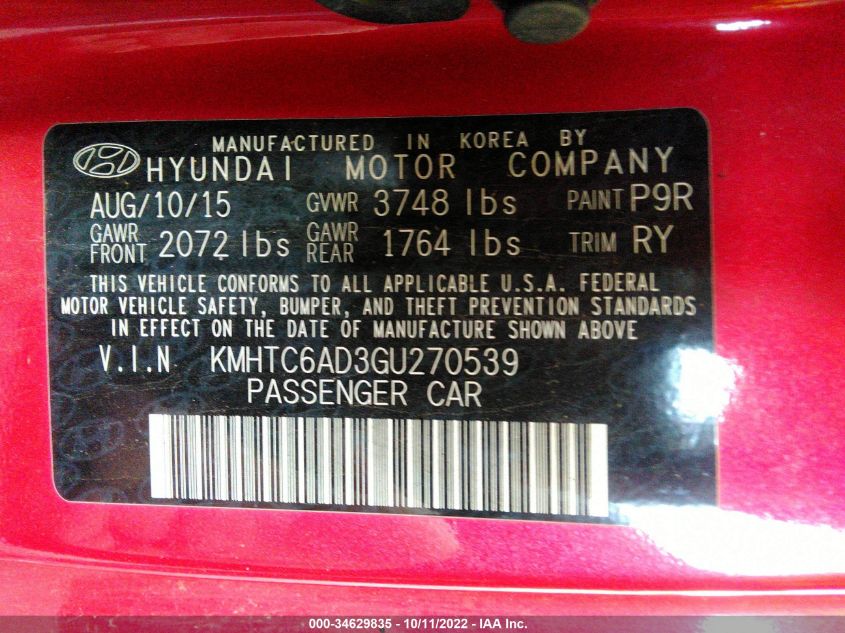 MANUFACTURED IN KOREA BY
HYUNDAI MOTOR COMPANY
AUG/10/15 GVWR 3748 lbs PAINT P9R
GAWR FRONT 2072 lbs GAWR REAR 1764 lbs TRIM RY
THIS VEHICLE CONFORMS TO ALL APPLICABLE U.S.A. FEDERAL
MOTOR VEHICLE SAFETY, BUMPER, AND THEFT PREVENTION STANDARDS
IN EFFECT ON THE DATE OF MANUFACTURE SHOWN ABOVE
V.I.N KMHTC6AD3GU270539
PASSENGER CAR
000-34629835 - 10/11/2022 - IAA Inc.